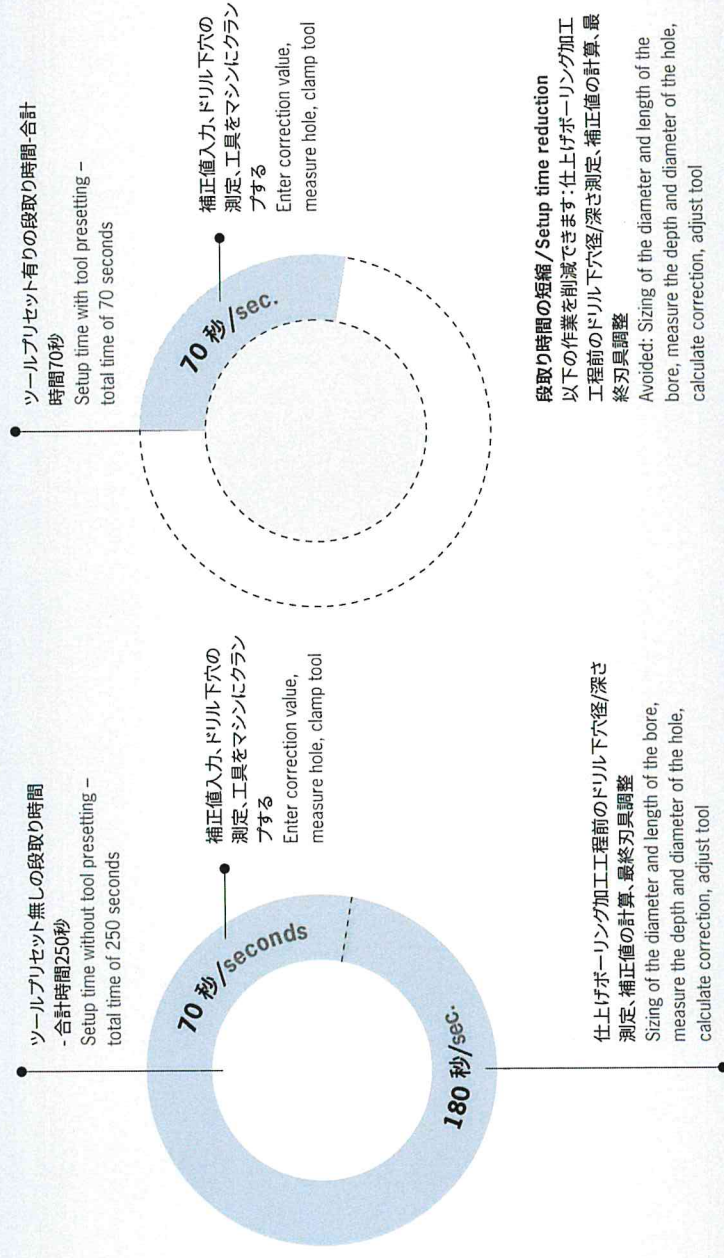 ツールプリセット無しの段取り時間
- 合計時間250秒
Setup time without tool presetting –
total time of 250 seconds
70 秒/seconds
補正値入力、ドリル下穴の
測定、工具をマシンにクラン
プする
Enter correction value,
measure hole, clamp tool
180 秒/sec.
仕上げボーリング加工工程前のドリル下穴径/深さ
測定、補正値の計算、最終刃具調整
Sizing of the diameter and length of the bore,
measure the depth and diameter of the hole,
calculate correction, adjust tool
ツールプリセット有りの段取り時間-合計
時間70秒
Setup time with tool presetting –
total time of 70 seconds
70 秒/sec.
補正値入力、ドリル下穴の
測定、工具をマシンにクラン
プする
Enter correction value,
measure hole, clamp tool
段取り時間の短縮/Setup time reduction
以下の作業を削減できます:仕上げボーリング加工
工程前のドリル下穴径/深さ測定、補正値の計算、最
終刃具調整
Avoided: Sizing of the diameter and length of the
bore, measure the depth and diameter of the hole,
calculate correction, adjust tool